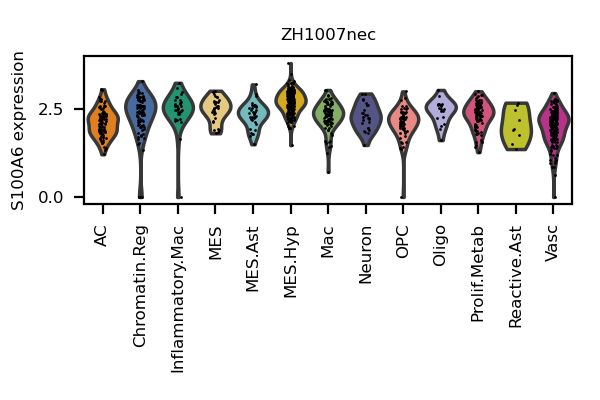 ZH1007nec
S100A6 expression
2.5
0.0
AC
Chromatin.Reg
Inflammatory.Mac
MES
MES.Ast
MES.Hyp
Mac
Neuron
OPC
Oligo
Prolif.Metab
Reactive.Ast
Vasc